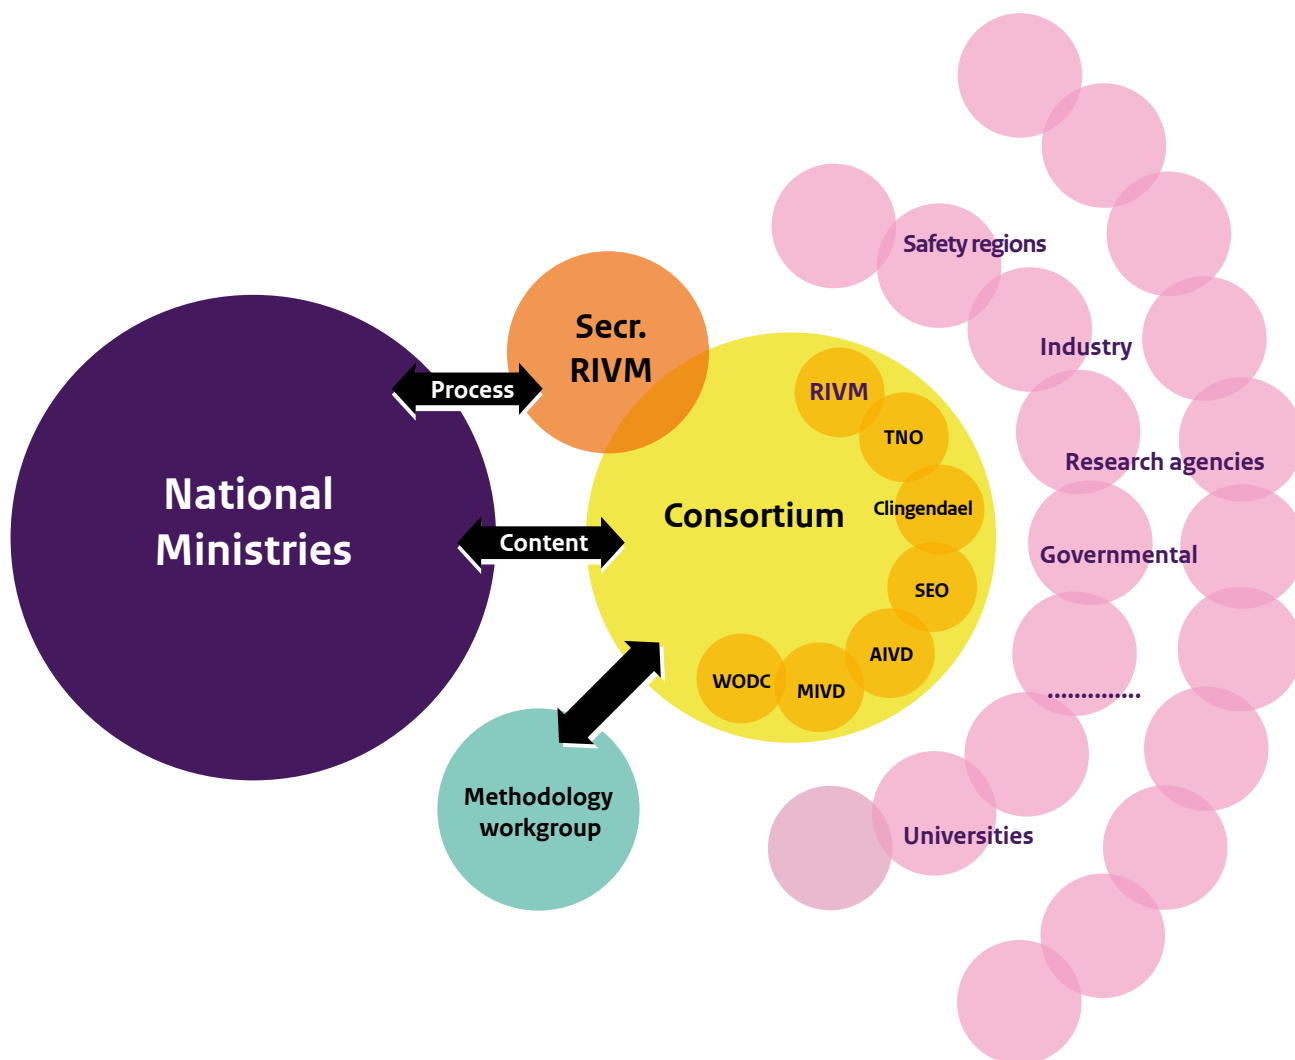 Secr.
RIVM
Process
National
Ministries
Content
Consortium
RIVM
TNO
Clingendael
SEO
AIVD
MIVD
WODC
Methodology
workgroup
Safety regions
Industry
Research agencies
Governmental
.............
Universities